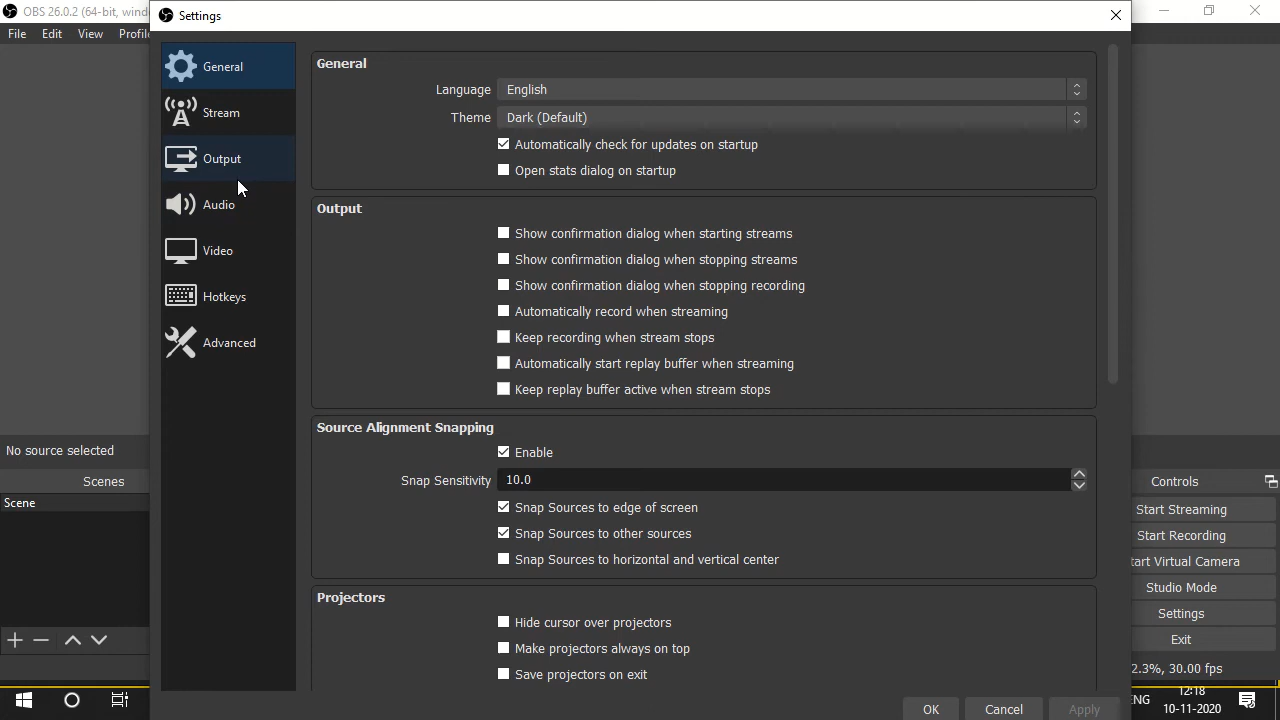 OBS 26.0.2 (64-bit, wind
Settings
File Edit View Profil
General
Stream
Output
Audio
Video
Hotkeys
Advanced
General
Language English
Theme Dark (Default)
Automatically check for updates on startup
Open stats dialog on startup
Output
Show confirmation dialog when starting streams
Show confirmation dialog when stopping streams
Show confirmation dialog when stopping recording
Automatically record when streaming
Keep recording when stream stops
Automatically start replay buffer when streaming
Keep replay buffer active when stream stops
Source Alignment Snapping
Enable
Snap Sensitivity 10.0
Snap Sources to edge of screen
Snap Sources to other sources
Snap Sources to horizontal and vertical center
Projectors
Hide cursor over projectors
Make projectors always on top
Save projectors on exit
OK Cancel Apply
No source selected
Scenes
Scene
Controls
Start Streaming
Start Recording
tart Virtual Camera
Studio Mode
Settings
Exit
2.3%, 30.00 fps
ENG
12:18
10-11-2020